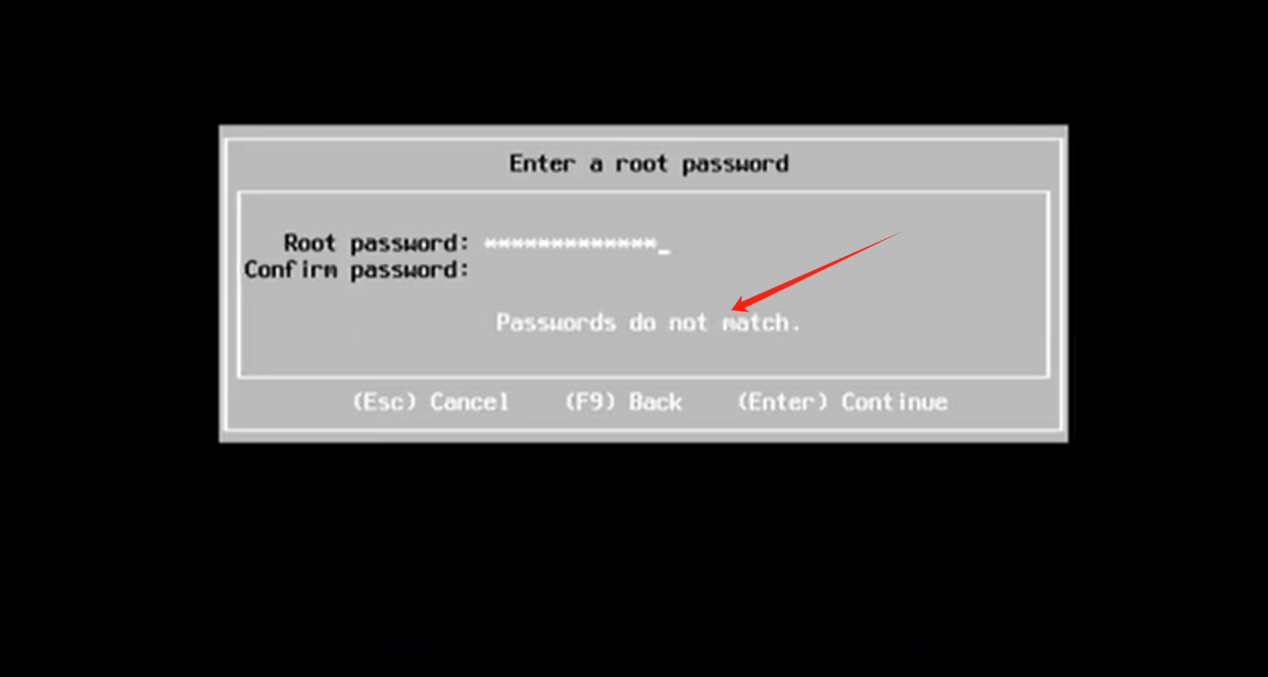 Enter a root password
Root password: *************_
Confirm password:
Passwords do not match.
(Esc) Cancel (F9) Back (Enter) Continue